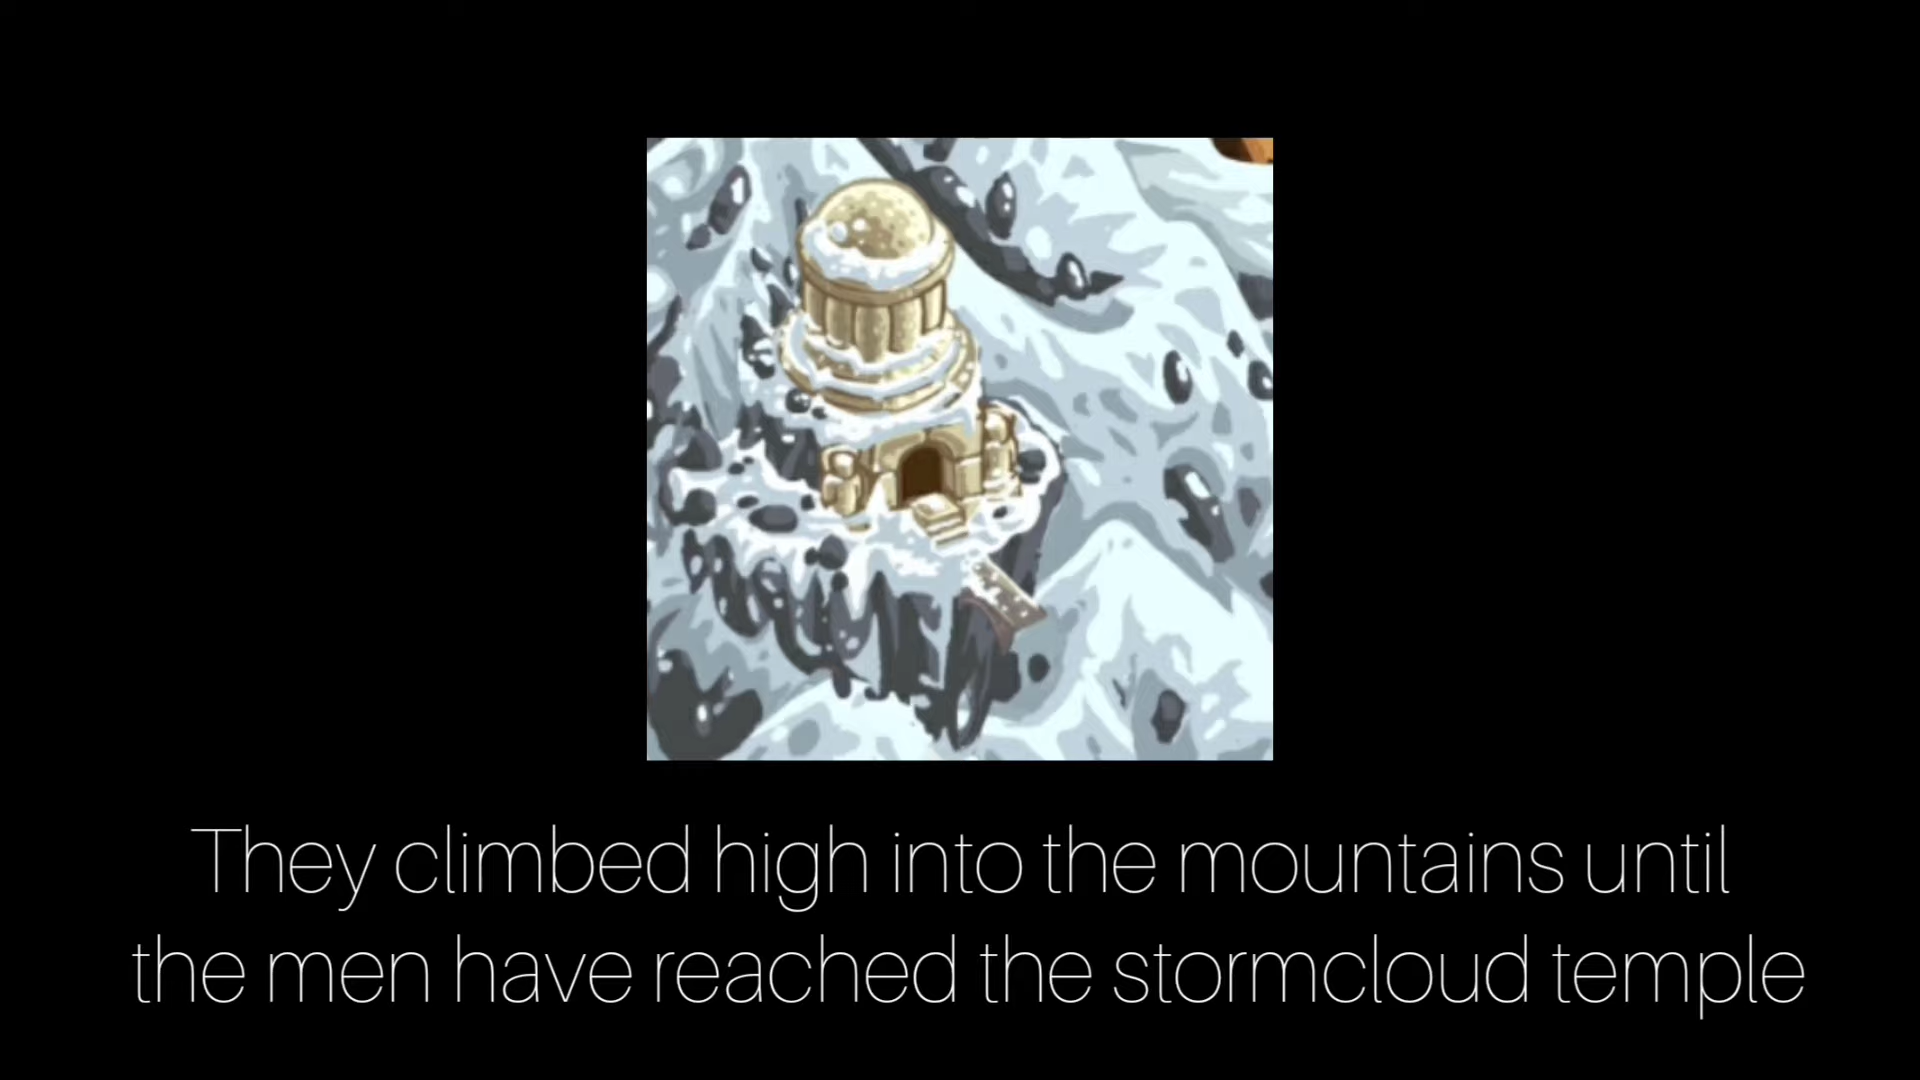 They climbed high into the mountains until
the men have reached the stormcloud temple